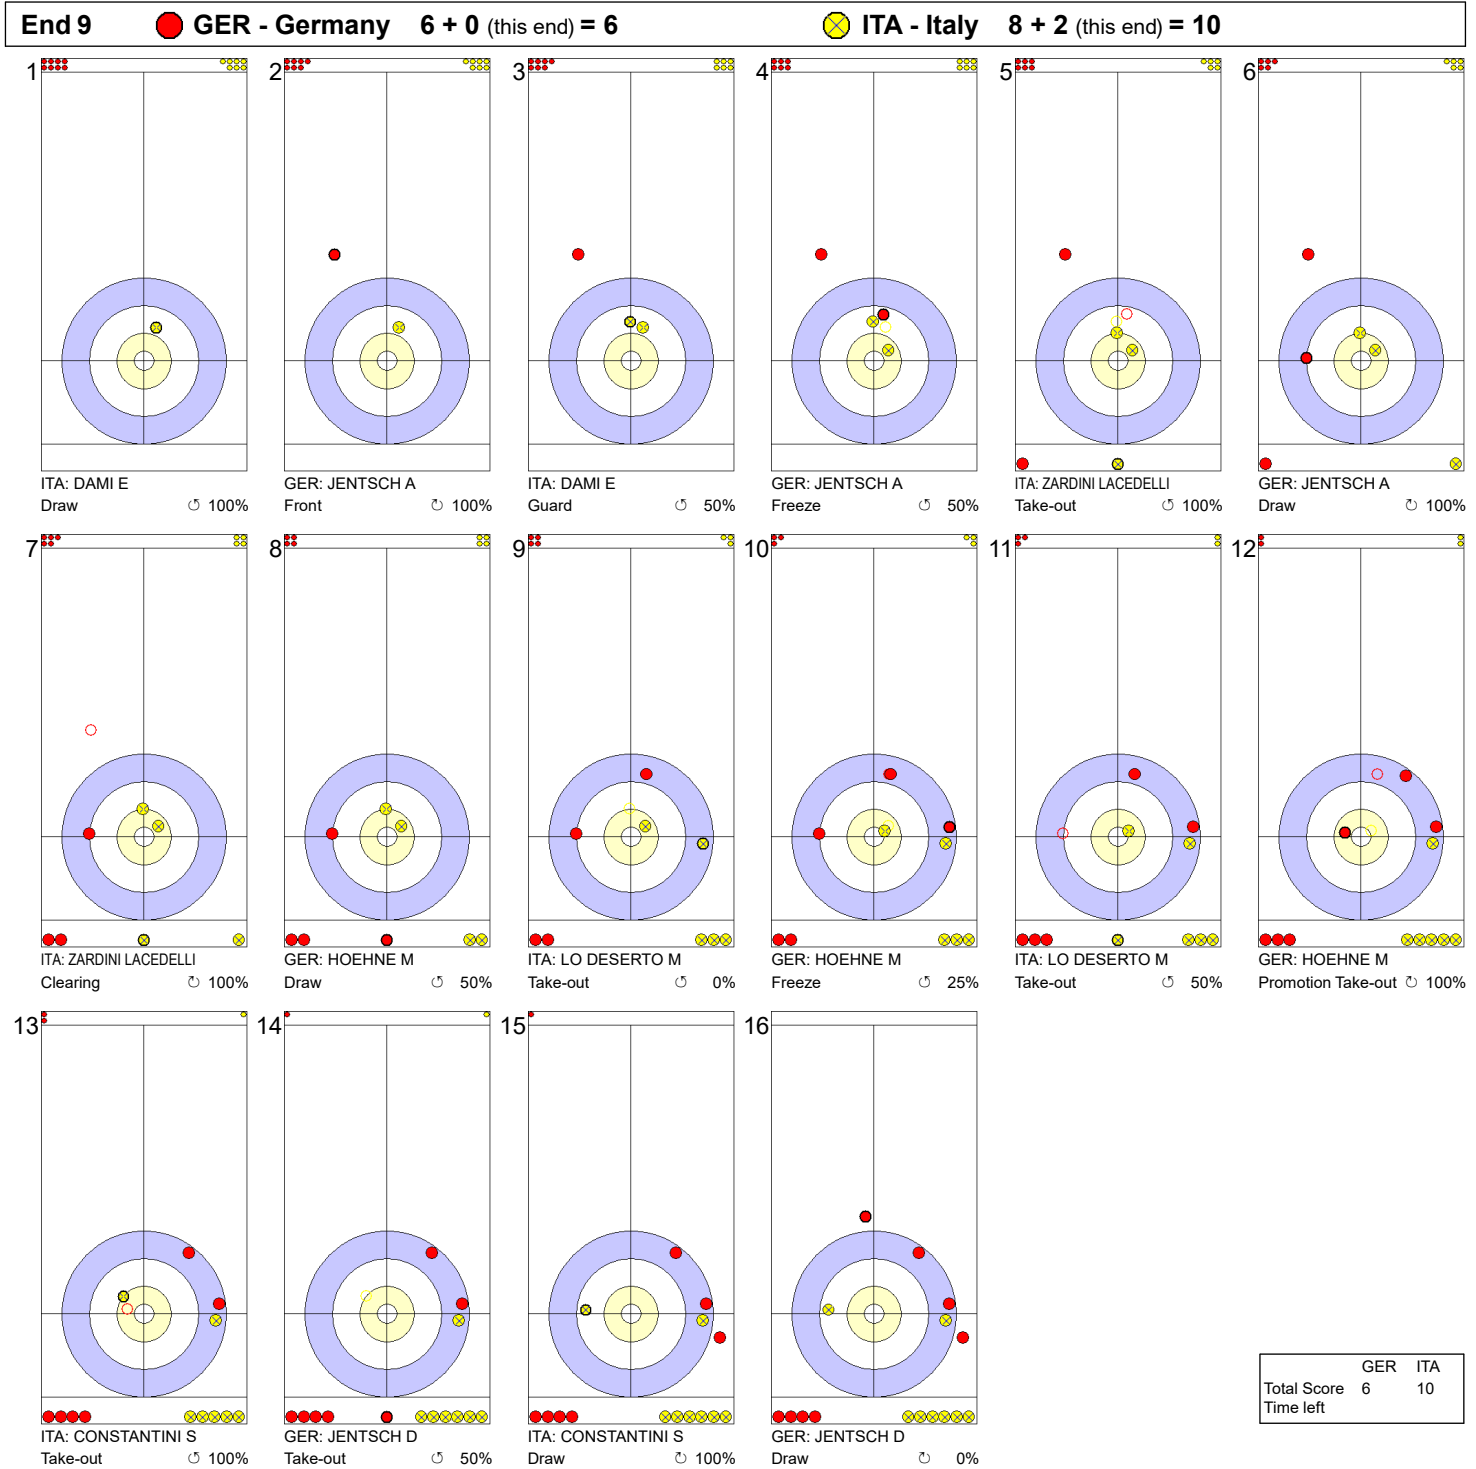 End 9 GER - Germany 6 + 0 (this end) = 6 ITA - Italy 8 + 2 (this end) = 10
1 2 3 4 5 6
ITA: DAMI E GER: JENTSCH A ITA: DAMI E GER: JENTSCH A ITA: ZARDINI LACEDELLI GER: JENTSCH A
Draw ↺ 100% Front ↻ 100% Guard ↺ 50% Freeze ↺ 50% Take-out ↻ 100% Draw ↻ 100%
7 8 9 10 11 12
ITA: ZARDINI LACEDELLI GER: HOEHNE M ITA: LO DESERTO M GER: HOEHNE M ITA: LO DESERTO M GER: HOEHNE M
Clearing ↻ 100% Draw ↺ 50% Take-out ↺ 0% Freeze ↺ 25% Take-out ↻ 50% Promotion Take-out ↻ 100%
13 14 15 16
ITA: CONSTANTINI S GER: JENTSCH D ITA: CONSTANTINI S GER: JENTSCH D
Take-out ↺ 100% Take-out ↺ 50% Draw ↻ 100% Draw ↻ 0%
GER ITA
Total Score 6 10
Time left